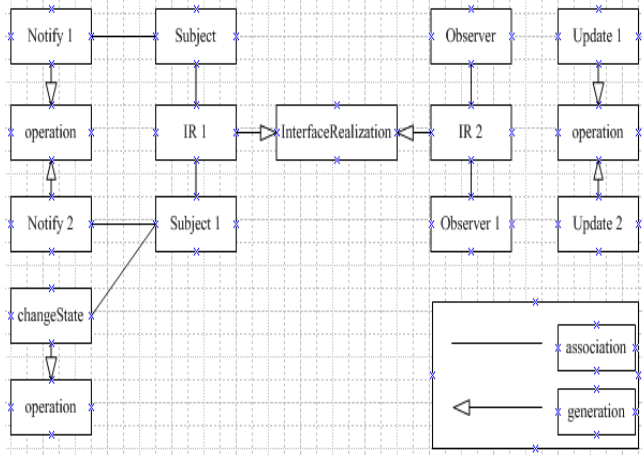 Notify 1
Subject
Observer
Update 1
operation
IR 1
InterfaceRealization
IR 2
operation
Notify 2
Subject 1
Observer 1
Update 2
changeState
association
operation
generation